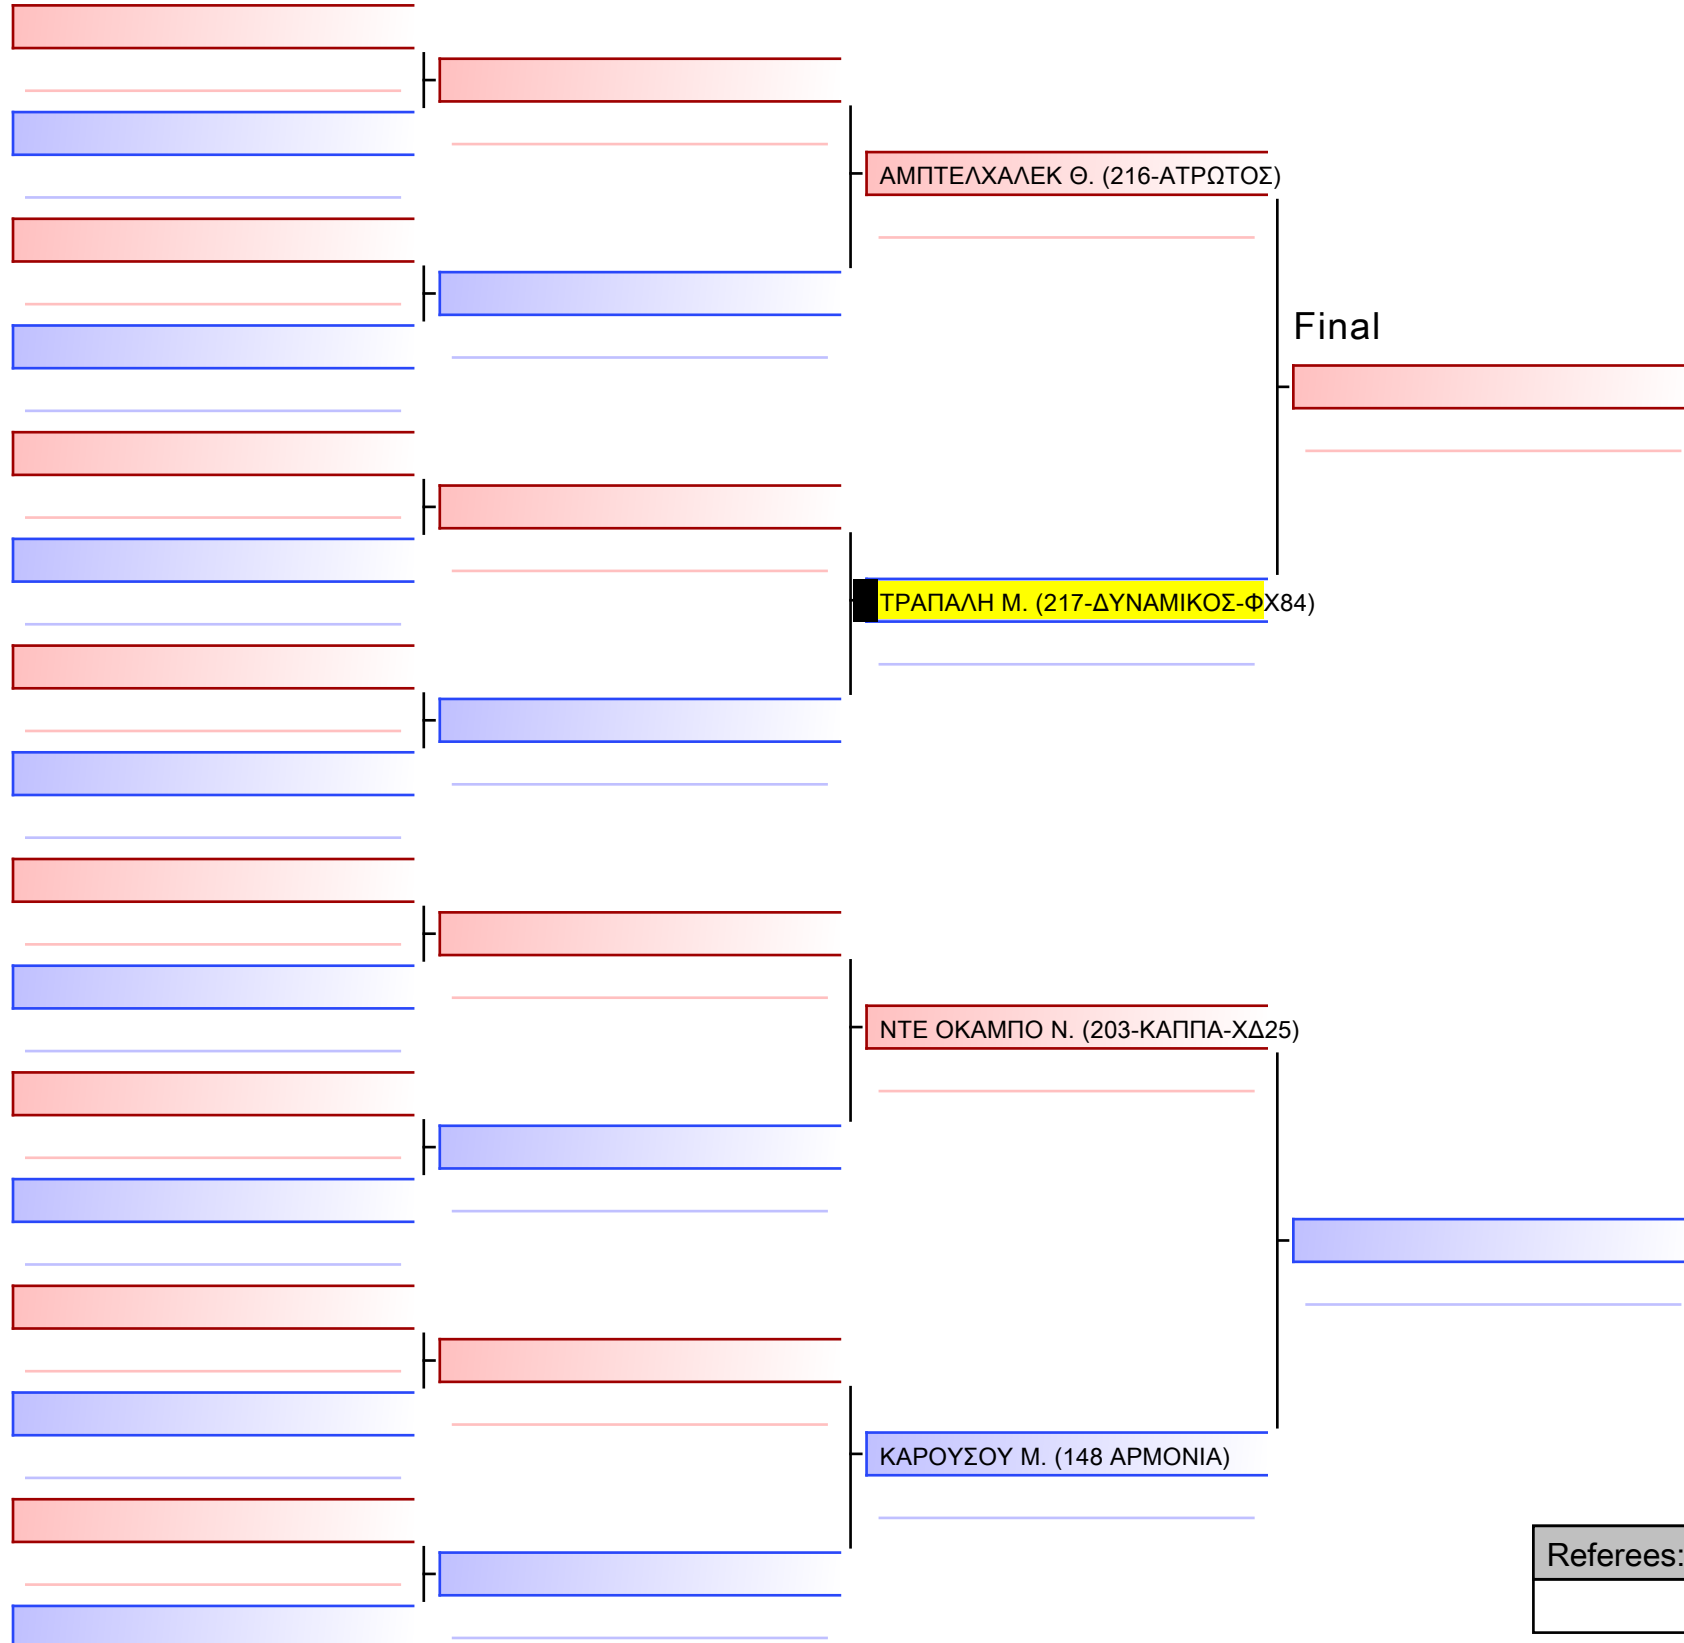 ΑΜΠΤΕΛΧΑΛΕΚ Θ. (216-ΑΤΡΩΤΟΣ)
Final
ΤΡΑΠΑΛΗ Μ. (217-ΔΥΝΑΜΙΚΟΣ-ΦΧ84)
ΝΤΕ ΟΚΑΜΠΟ Ν. (203-ΚΑΠΠΑ-ΧΔ25)
ΚΑΡΟΥΣΟΥ Μ. (148 ΑΡΜΟΝΙΑ)
Referees: